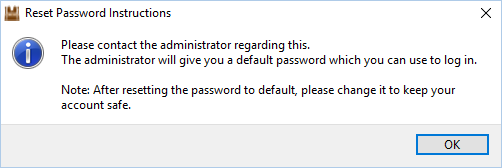 Reset Password Instructions
Please contact the administrator regarding this.
The administrator will give you a default password which you can use to log in.
Note: After resetting the password to default, please change it to keep your
account safe.
OK